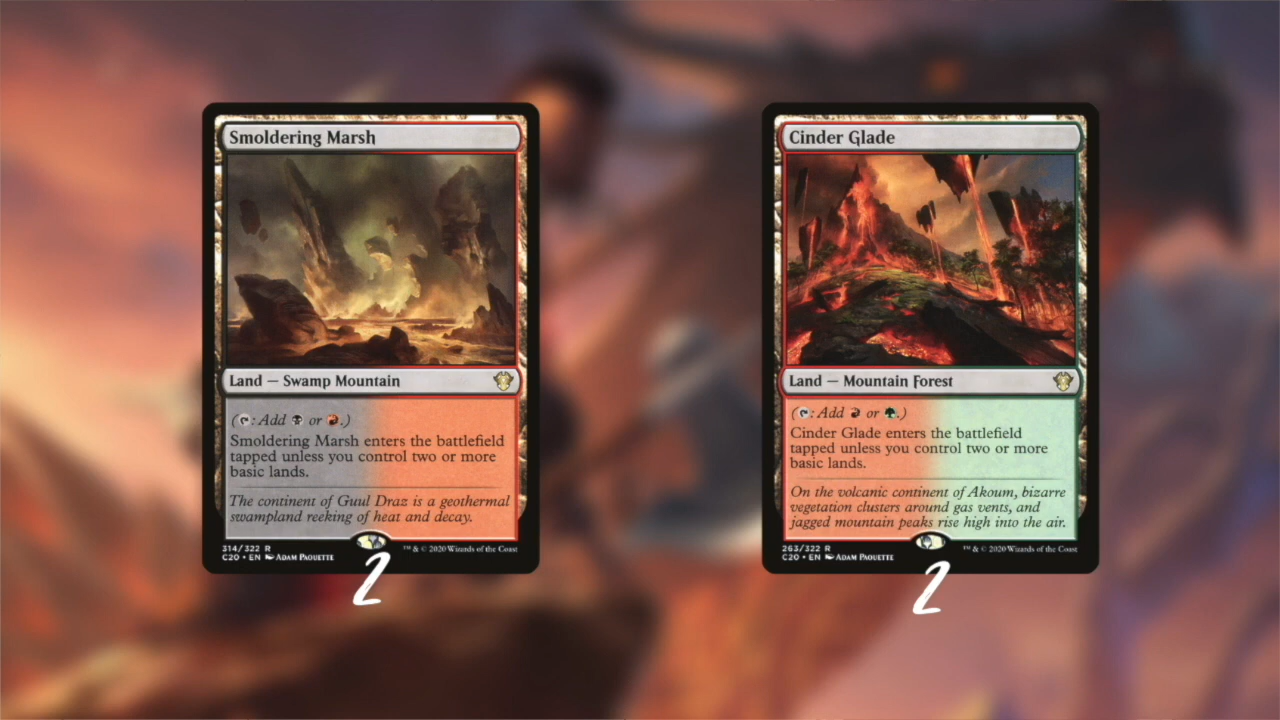 Smoldering Marsh
Land — Swamp Mountain
(: Add or .)
Smoldering Marsh enters the battlefield
tapped unless you control two or more
basic lands.
The continent of Guul Draz is a geothermal
swampland reeking of heat and decay.
314/322 R
C20 • EN Adam Paquette
™ & © 2020 Wizards of the Coast
2
Cinder Glade
Land — Mountain Forest
(: Add or .)
Cinder Glade enters the battlefield
tapped unless you control two or more
basic lands.
On the volcanic continent of Akoum, bizarre
vegetation clusters around gas vents, and
jagged mountain peaks rise high into the air.
263/322 R
C20 • EN Adam Paquette
™ & © 2020 Wizards of the Coast
2